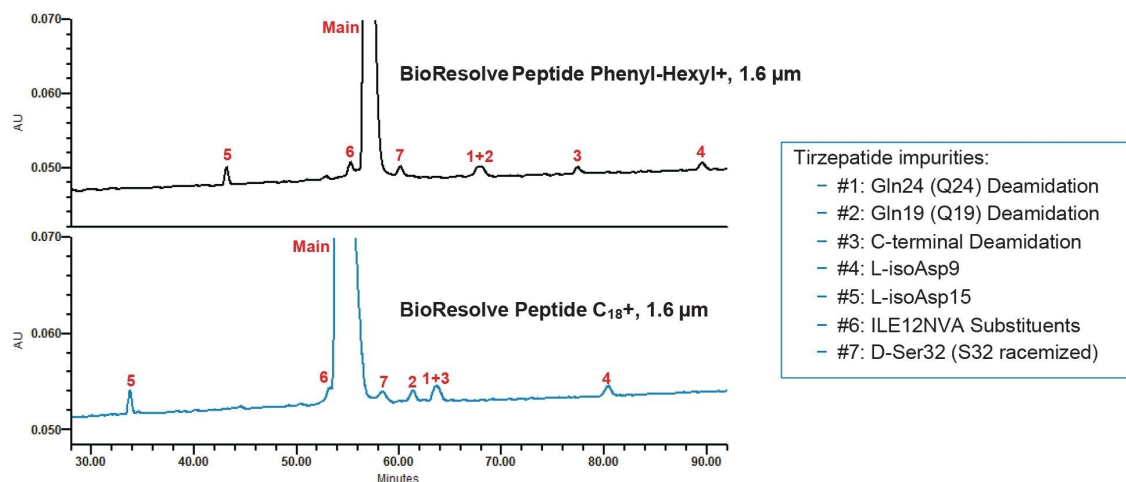 0.070
0.060
AU
0.050
Main
BioResolve Peptide Phenyl-Hexyl+, 1.6 µm
5
6
7
1+2
3
4
0.070
0.060
AU
0.050
Main
BioResolve Peptide C₁₈+, 1.6 µm
5
6
7
2
1+3
4
30.00 40.00 50.00 60.00 70.00 80.00 90.00
Minutes
Tirzepatide impurities:
– #1: Gln24 (Q24) Deamidation
– #2: Gln19 (Q19) Deamidation
– #3: C-terminal Deamidation
– #4: L-isoAsp9
– #5: L-isoAsp15
– #6: ILE12NVA Substituents
– #7: D-Ser32 (S32 racemized)